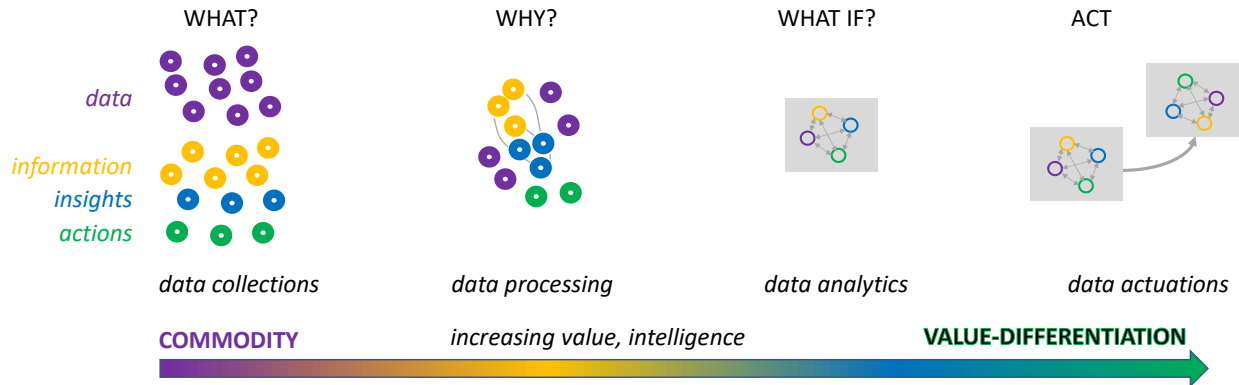 WHAT? WHY? WHAT IF? ACT
data
information
insights
actions
data collections data processing data analytics data actuations
COMMODITY increasing value, intelligence VALUE-DIFFERENTIATION